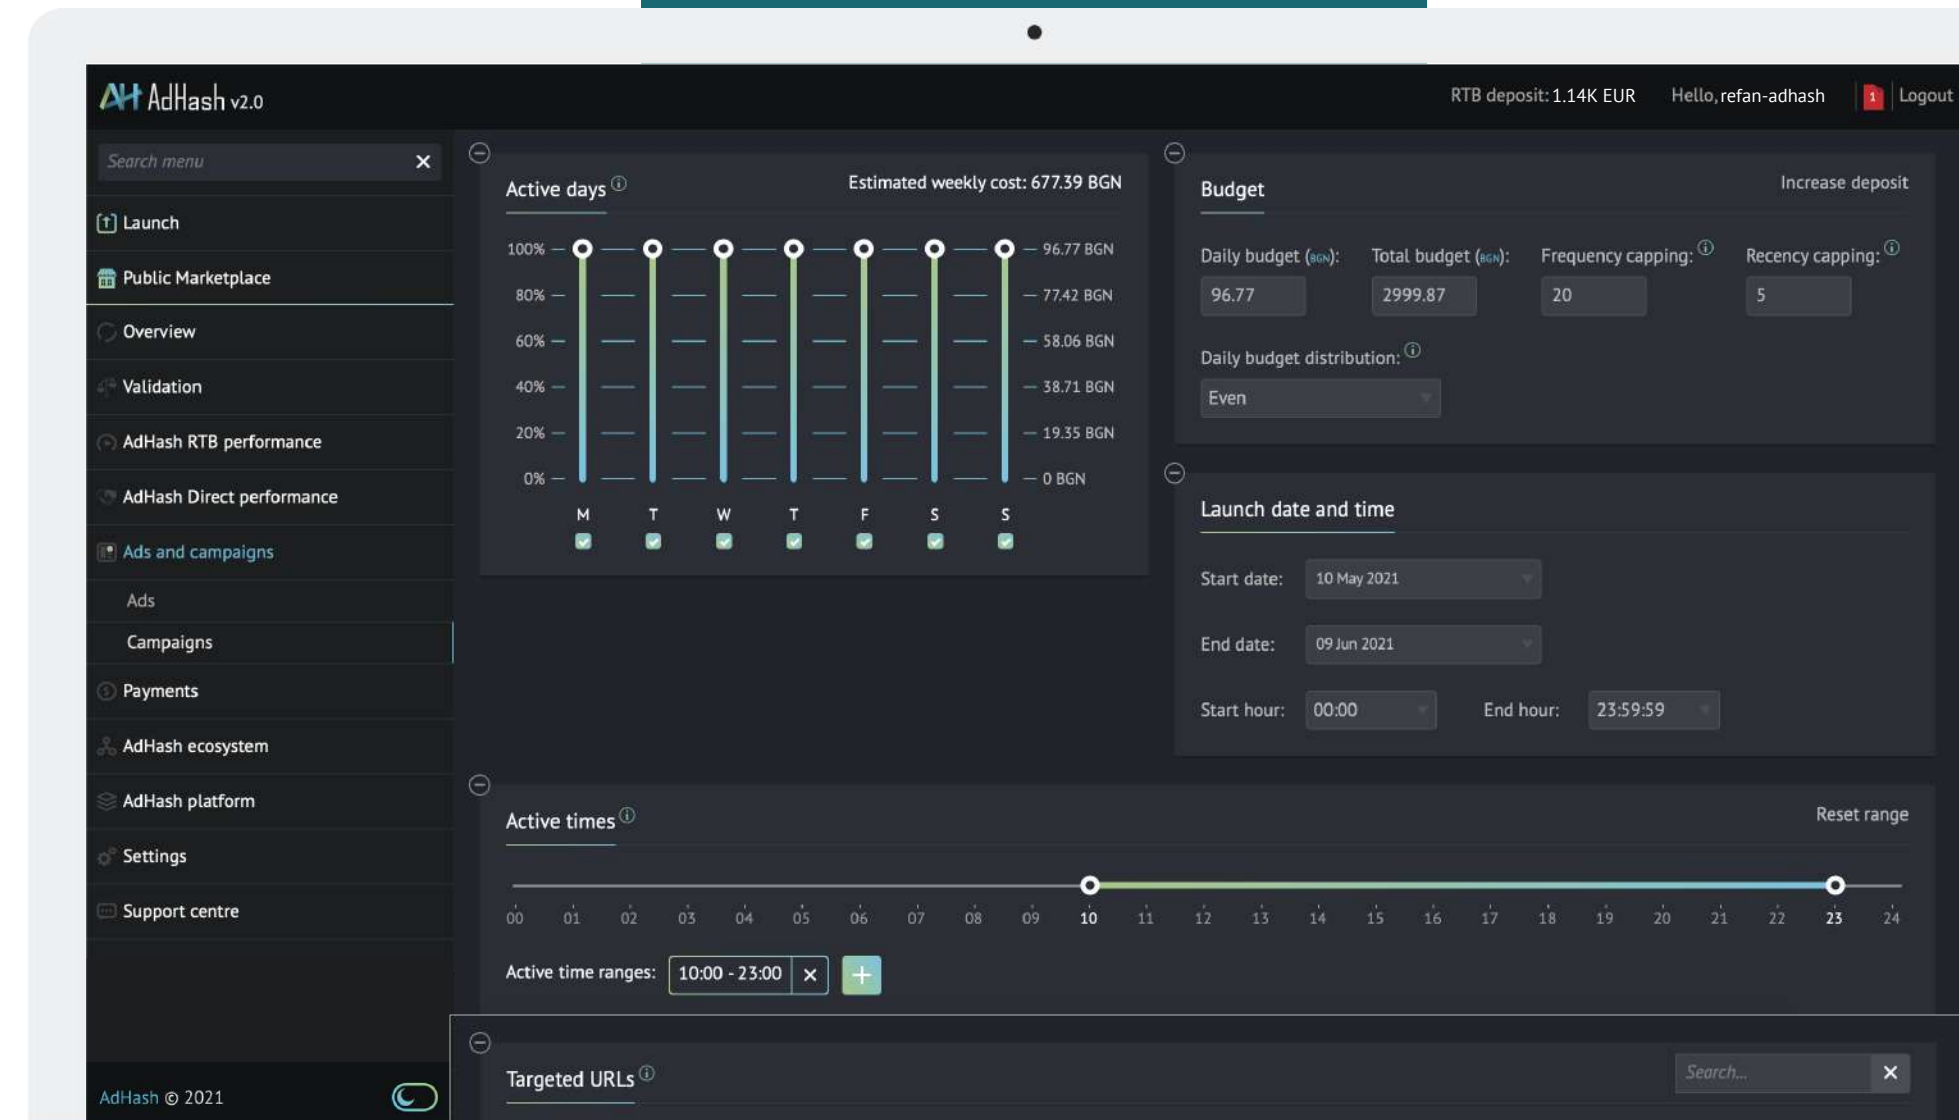 AH AdHash v2.0
RTB deposit: 1.14K EUR Hello, refan-adhash 1 Logout
Search menu
Launch
Public Marketplace
Overview
Validation
AdHash RTB performance
AdHash Direct performance
Ads and campaigns
Ads
Campaigns
Payments
AdHash ecosystem
AdHash platform
Settings
Support centre
AdHash © 2021
Active days Estimated weekly cost: 677.39 BGN
100% 96.77 BGN
80% 77.42 BGN
60% 58.06 BGN
40% 38.71 BGN
20% 19.35 BGN
0% 0 BGN
M T W T F S S
Budget Increase deposit
Daily budget (BGN): Total budget (BGN): Frequency capping: Recency capping:
96.77 2999.87 20 5
Daily budget distribution:
Even
Launch date and time
Start date: 10 May 2021
End date: 09 Jun 2021
Start hour: 00:00 End hour: 23:59:59
Active times Reset range
00 01 02 03 04 05 06 07 08 09 10 11 12 13 14 15 16 17 18 19 20 21 22 23 24
Active time ranges: 10:00 - 23:00
Targeted URLs Search...